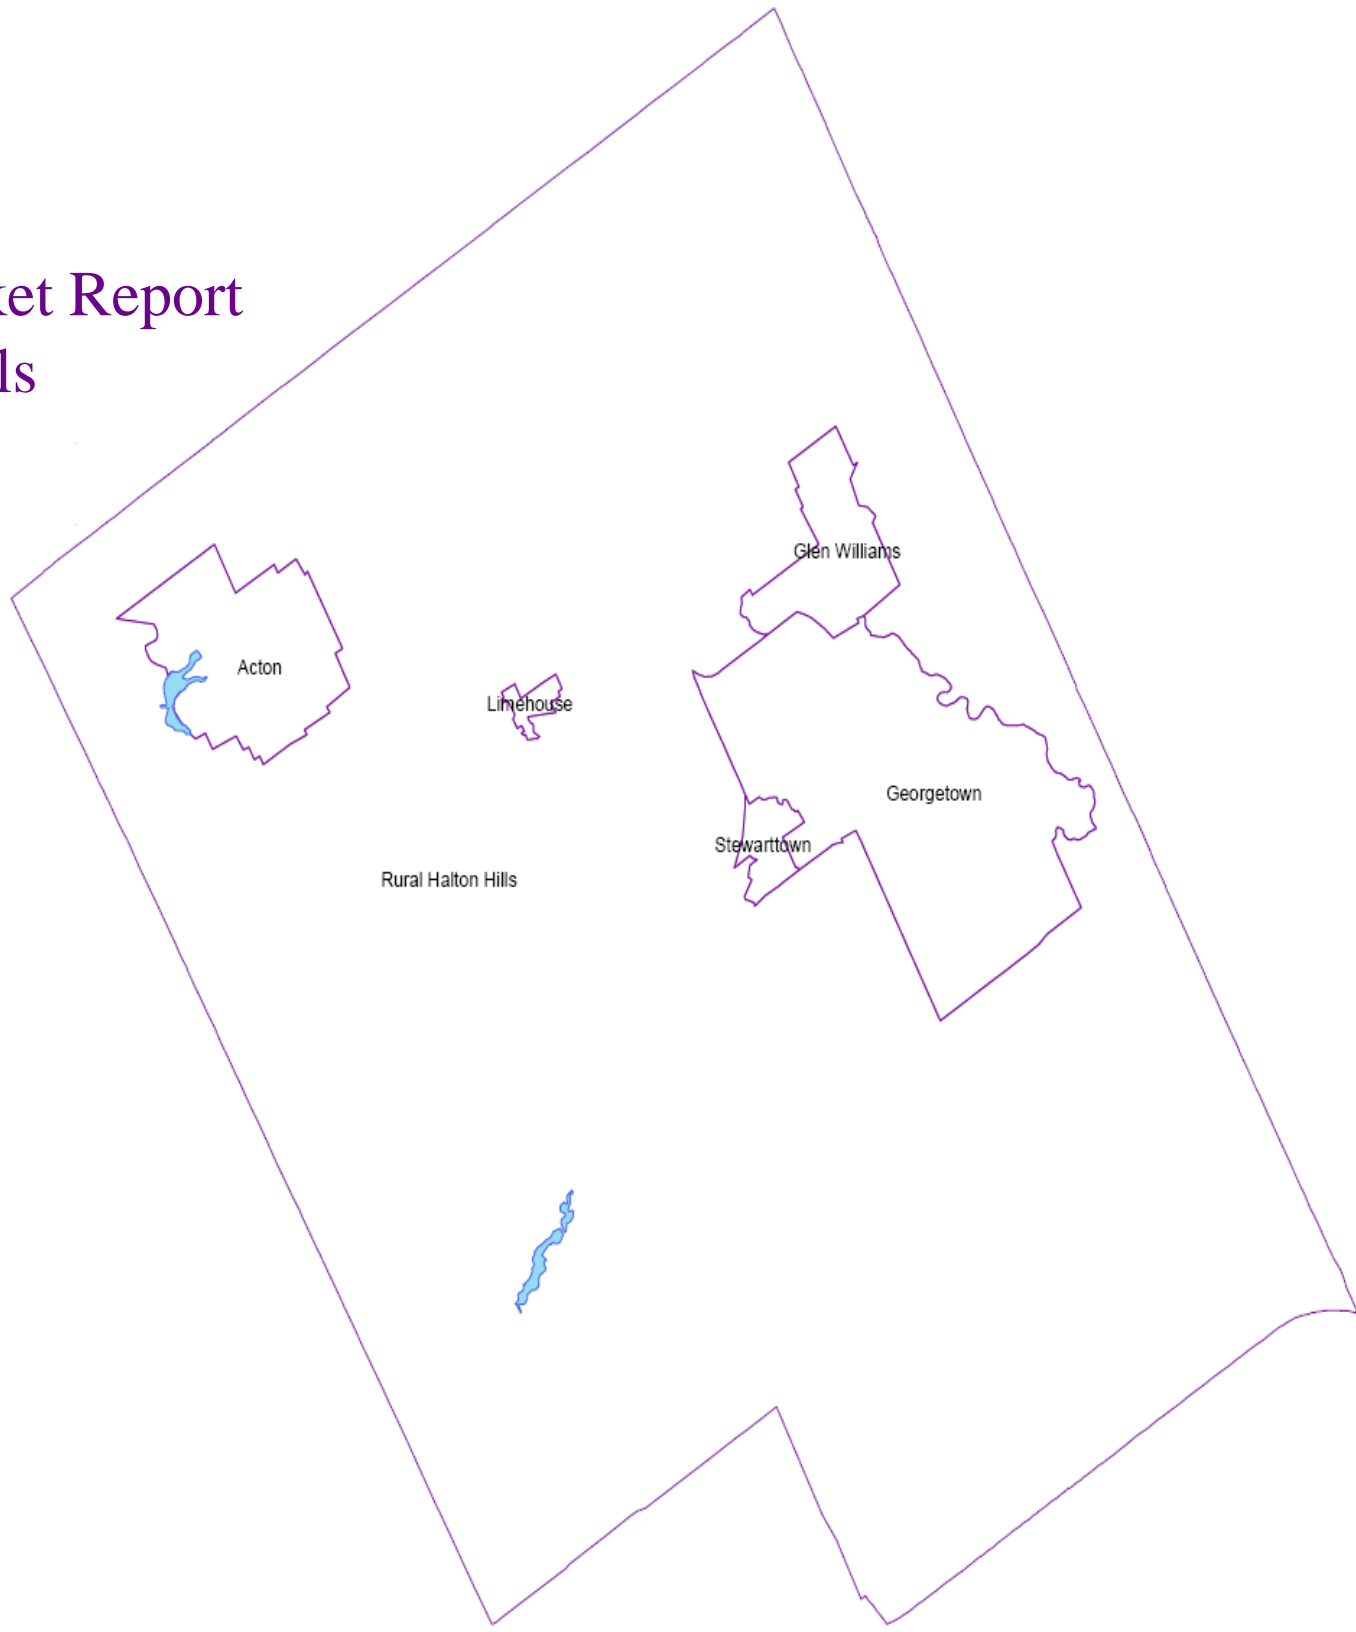 ket Report
ls
Glen Williams
Acton
Limehouse
Georgetown
Stewarttown
Rural Halton Hills